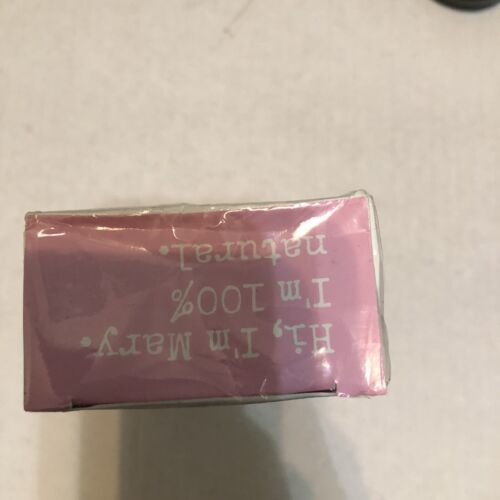 Hi, I'm Mary.
I'm 100%
natural.